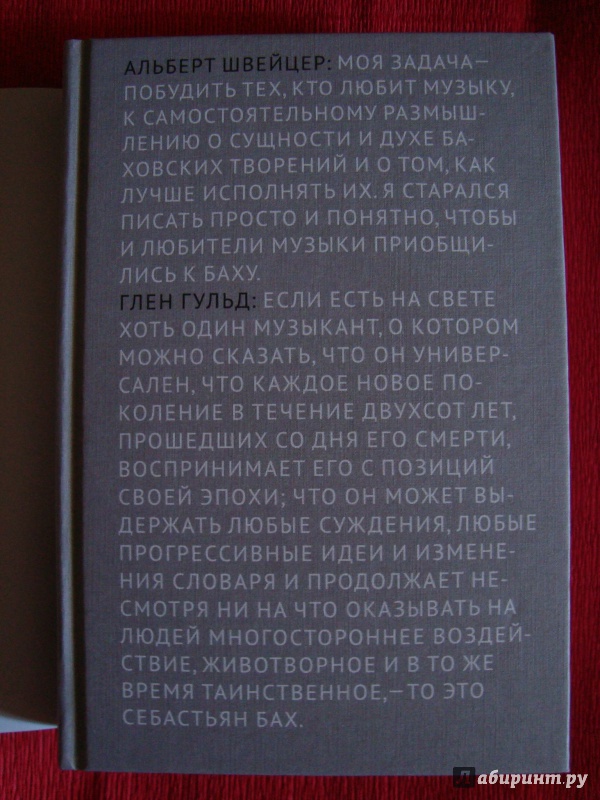 АЛЬБЕРТ ШВЕЙЦЕР: МОЯ ЗАДАЧА—
ПОБУДИТЬ ТЕХ, КТО ЛЮБИТ МУЗЫКУ,
К САМОСТОЯТЕЛЬНОМУ РАЗМЫШ-
ЛЕНИЮ О СУЩНОСТИ И ДУХЕ БА-
ХОВСКИХ ТВОРЕНИЙ И О ТОМ, КАК
ЛУЧШЕ ИСПОЛНЯТЬ ИХ. Я СТАРАЛСЯ
ПИСАТЬ ПРОСТО И ПОНЯТНО, ЧТОБЫ
И ЛЮБИТЕЛИ МУЗЫКИ ПРИОБЩИ-
ЛИСЬ К БАХУ.
ГЛЕН ГУЛЬД: ЕСЛИ ЕСТЬ НА СВЕТЕ
ХОТЬ ОДИН МУЗЫКАНТ, О КОТОРОМ
МОЖНО СКАЗАТЬ, ЧТО ОН УНИВЕР-
САЛЕН, ЧТО КАЖДОЕ НОВОЕ ПО-
КОЛЕНИЕ В ТЕЧЕНИЕ ДВУХСОТ ЛЕТ,
ПРОШЕДШИХ СО ДНЯ ЕГО СМЕРТИ,
ВОСПРИНИМАЕТ ЕГО С ПОЗИЦИЙ
СВОЕЙ ЭПОХИ; ЧТО ОН МОЖЕТ ВЫ-
ДЕРЖАТЬ ЛЮБЫЕ СУЖДЕНИЯ, ЛЮБЫЕ
ПРОГРЕССИВНЫЕ ИДЕИ И ИЗМЕНЕ-
НИЯ СЛОВАРЯ И ПРОДОЛЖАЕТ НЕ-
СМОТРЯ НИ НА ЧТО ОКАЗЫВАТЬ НА
ЛЮДЕЙ МНОГОСТОРОННЕЕ ВОЗДЕЙ-
СТВИЕ, ЖИВОТВОРНОЕ И В ТО ЖЕ
ВРЕМЯ ТАИНСТВЕННОЕ,—ТО ЭТО
СЕБАСТЬЯН БАХ.
абиринт.ру